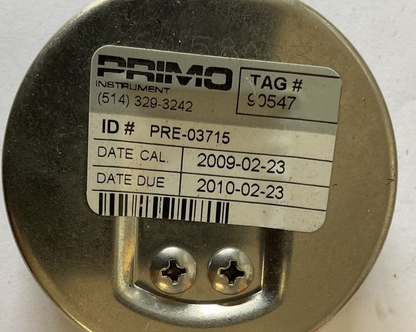 PRIMO
INSTRUMENT
(514) 329-3242
TAG #
90547
ID # PRE-03715
DATE CAL. 2009-02-23
DATE DUE 2010-02-23